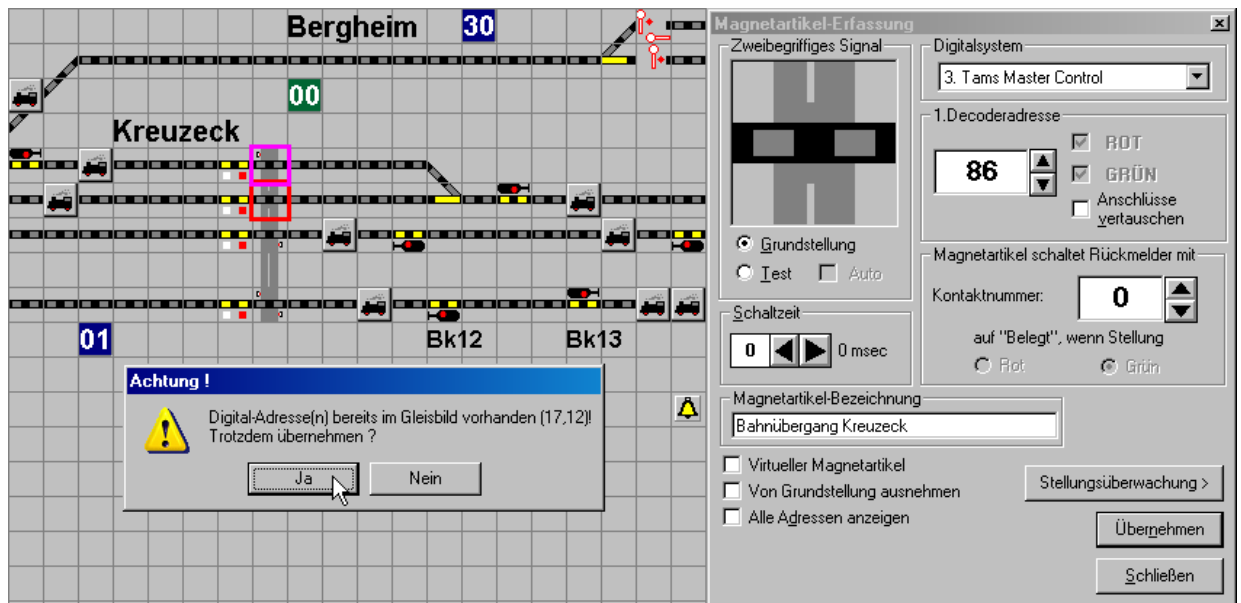 Bergheim 30
00
Kreuzeck
01
Bk12 Bk13
Achtung !
Digital-Adresse(n) bereits im Gleisbild vorhanden (17,12)!
Trotzdem übernehmen ?
Ja Nein
Magnetartikel-Erfassung
Zweibegriffiges Signal
Grundstellung
Test Auto
Schaltzeit
0 0 msec
Digitalsystem
3. Tams Master Control
1.Decoderadresse
86
ROT
GRÜN
Anschlüsse
vertauschen
Magnetartikel schaltet Rückmelder mit
Kontaktnummer: 0
auf "Belegt", wenn Stellung
Rot Grün
Magnetartikel-Bezeichnung
Bahnübergang Kreuzeck
Virtueller Magnetartikel
Von Grundstellung ausnehmen
Alle Adressen anzeigen
Stellungsüberwachung >
Übernehmen
Schließen